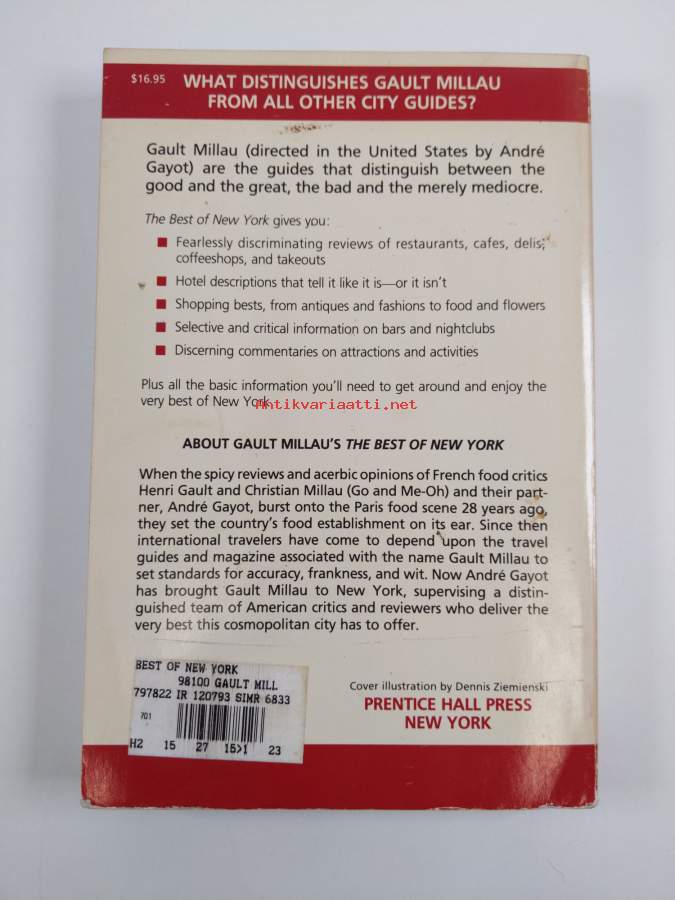 $16.95 WHAT DISTINGUISHES GAULT MILLAU
FROM ALL OTHER CITY GUIDES?
Gault Millau (directed in the United States by André
Gayot) are the guides that distinguish between the
good and the great, the bad and the merely mediocre.
The Best of New York gives you:
■ Fearlessly discriminating reviews of restaurants, cafes, delis,
coffeeshops, and takeouts
■ Hotel descriptions that tell it like it is—or it isn't
■ Shopping bests, from antiques and fashions to food and flowers
■ Selective and critical information on bars and nightclubs
■ Discerning commentaries on attractions and activities
Plus all the basic information you'll need to get around and enjoy the
very best of New York.
Antikvariaatti.net
ABOUT GAULT MILLAU'S THE BEST OF NEW YORK
When the spicy reviews and acerbic opinions of French food critics
Henri Gault and Christian Millau (Go and Me-Oh) and their part-
ner, André Gayot, burst onto the Paris food scene 28 years ago,
they set the country's food establishment on its ear. Since then
international travelers have come to depend upon the travel
guides and magazine associated with the name Gault Millau to
set standards for accuracy, frankness, and wit. Now André Gayot
has brought Gault Millau to New York, supervising a distin-
guished team of American critics and reviewers who deliver the
very best this cosmopolitan city has to offer.
BEST OF NEW YORK
98100 GAULT MILL
797822 IR 120793 SIMR 6833
701
H2 15 27 15>1 23
Cover illustration by Dennis Ziemienski
PRENTICE HALL PRESS
NEW YORK